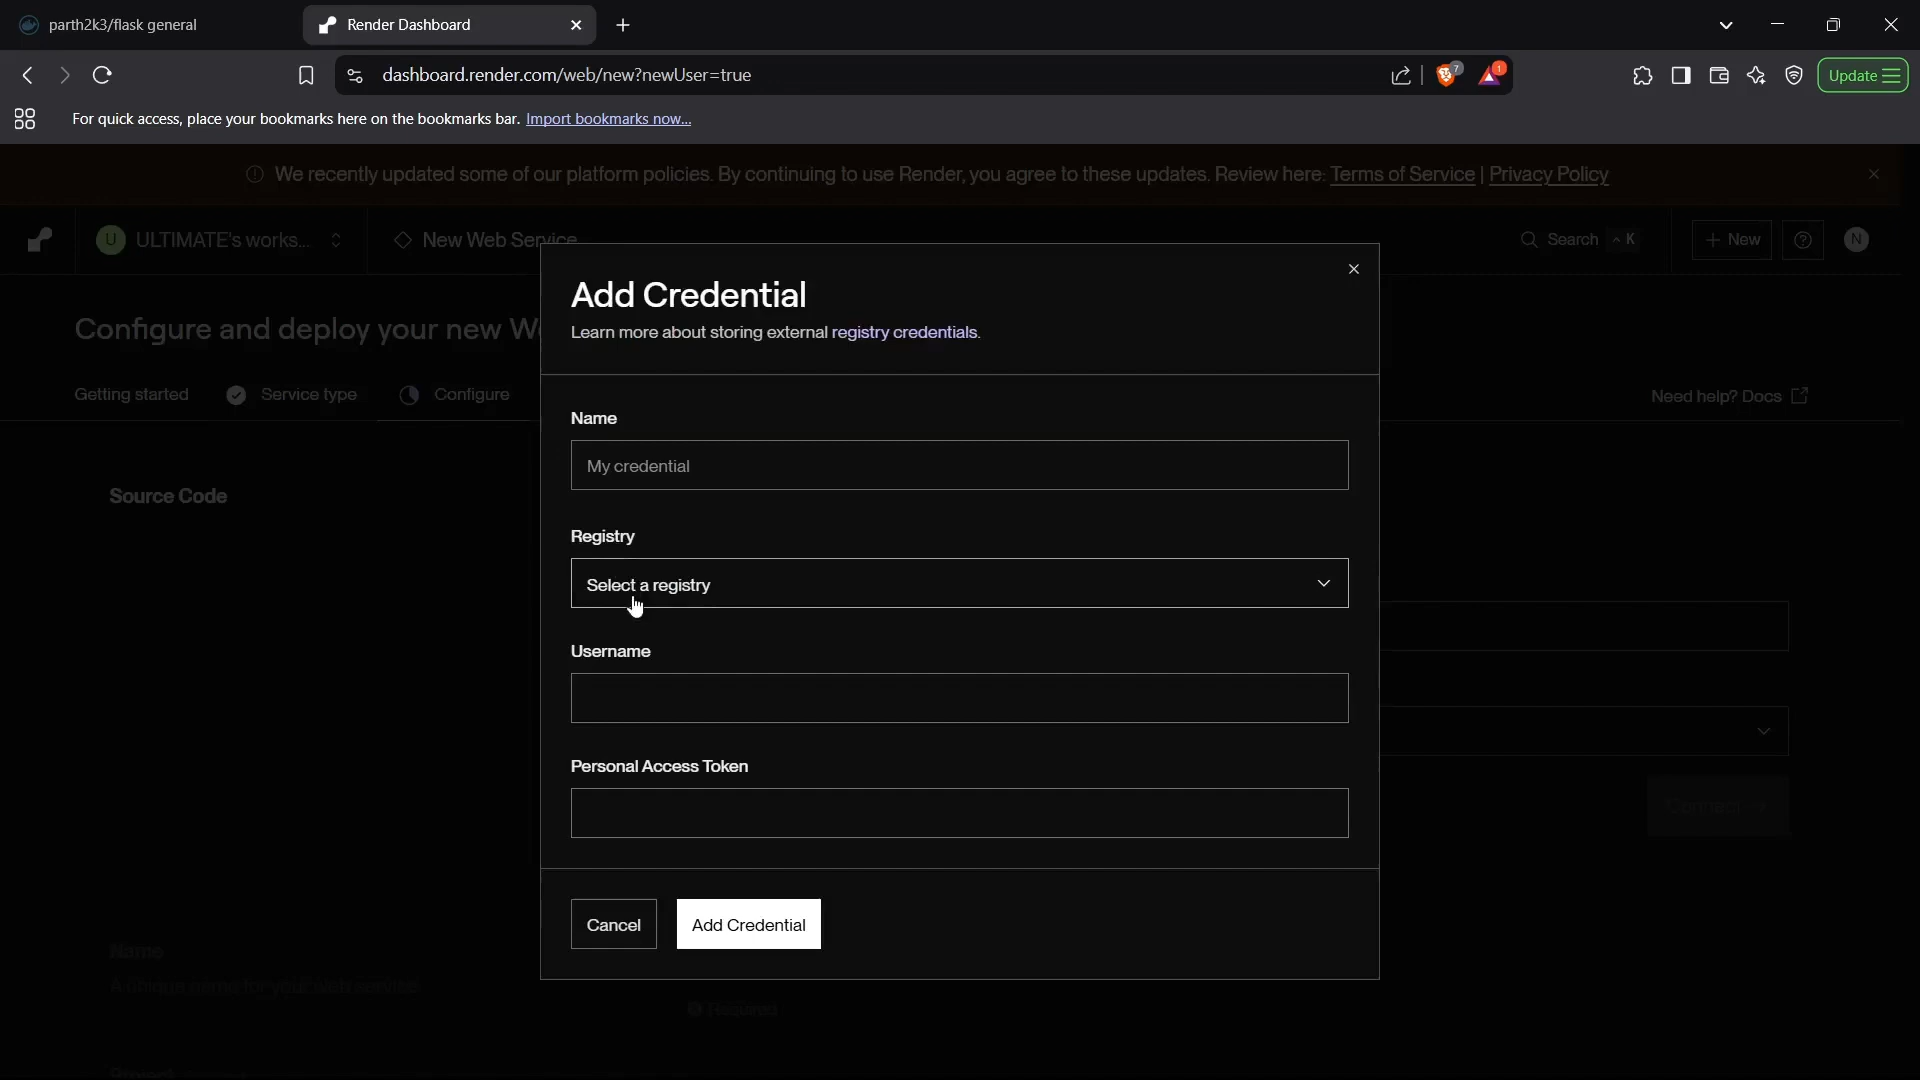 parth2k3/flask general
Render Dashboard
dashboard.render.com/web/new?newUser=true
7
1
Update
For quick access, place your bookmarks here on the bookmarks bar. Import bookmarks now...
We recently updated some of our platform policies. By continuing to use Render, you agree to these updates. Review here: Terms of Service | Privacy Policy
U ULTIMATE's works...
New Web Service
Search ^ K
+ New
N
Configure and deploy your new W
Getting started
Service type
Configure
Need help? Docs
Source Code
Add Credential
Learn more about storing external registry credentials.
Name
My credential
Registry
Select a registry
Username
Personal Access Token
Cancel
Add Credential
Connect →
Name
A unique name for your web service.
Required
Project